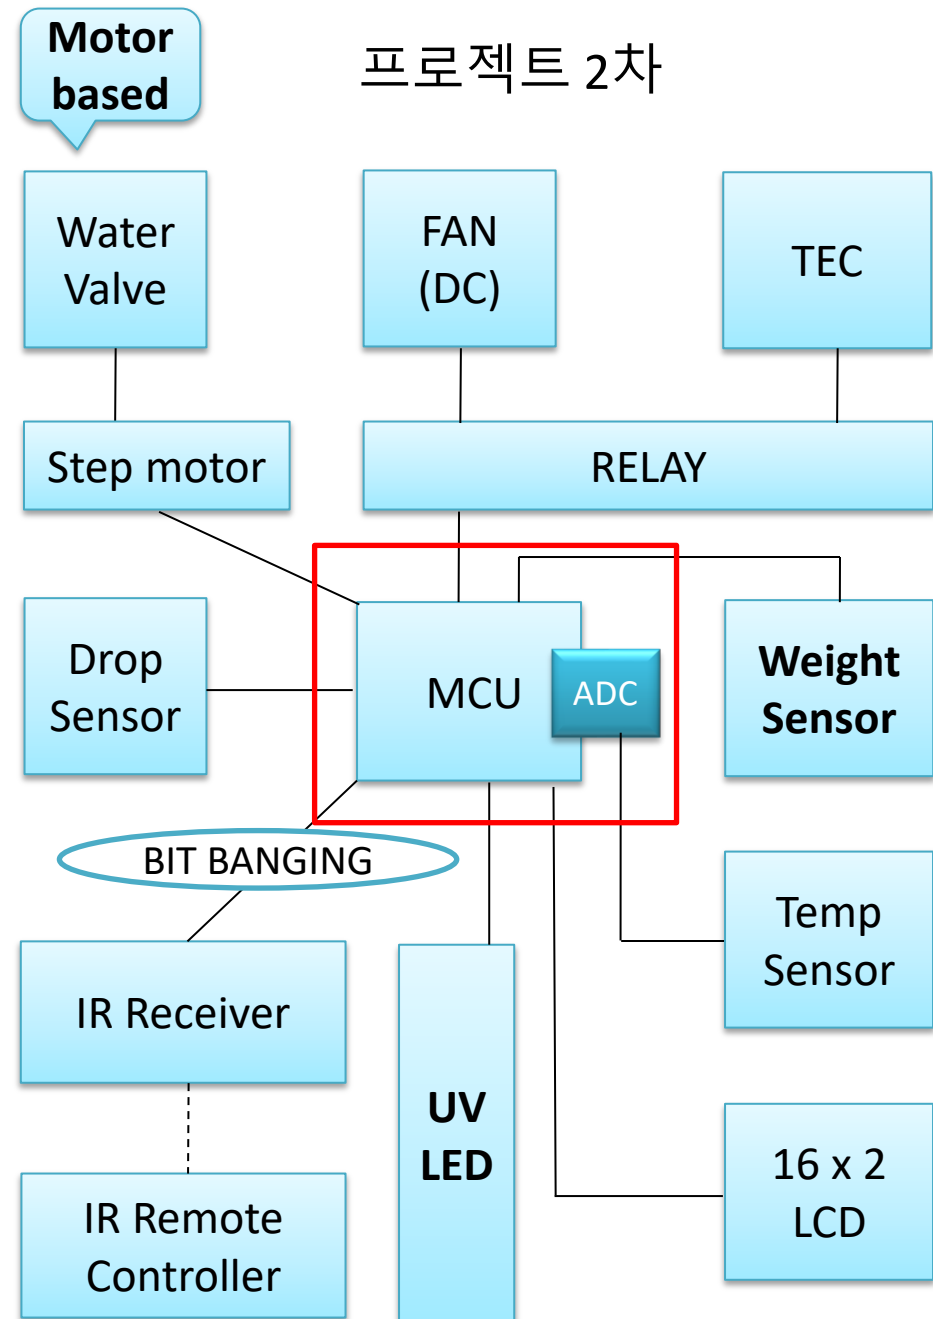 Motor
based
프로젝트 2차
Water
Valve
FAN
(DC)
TEC
Step motor
RELAY
Drop
Sensor
MCU
ADC
Weight
Sensor
BIT BANGING
Temp
Sensor
IR Receiver
UV
LED
16 x 2
LCD
IR Remote
Controller